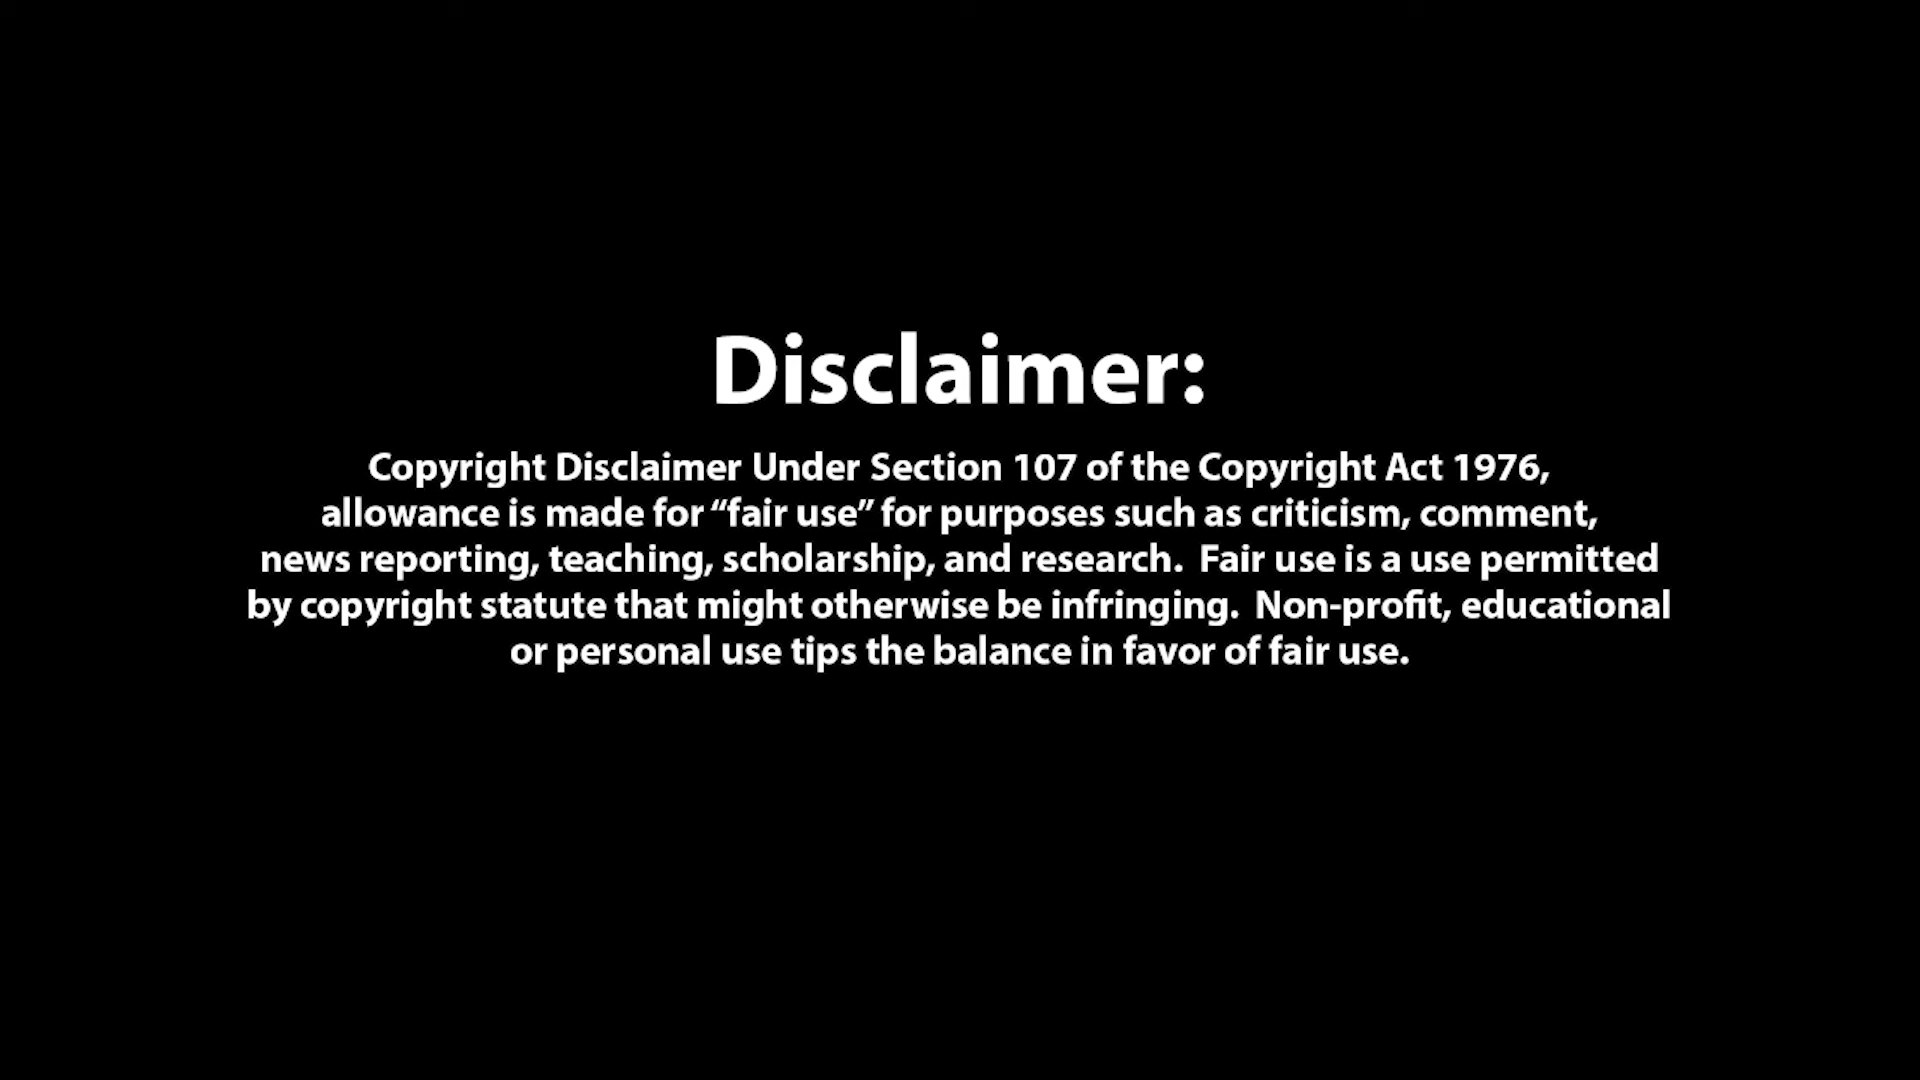 Disclaimer:
Copyright Disclaimer Under Section 107 of the Copyright Act 1976,
allowance is made for “fair use” for purposes such as criticism, comment,
news reporting, teaching, scholarship, and research.  Fair use is a use permitted
by copyright statute that might otherwise be infringing.  Non-profit, educational
or personal use tips the balance in favor of fair use.